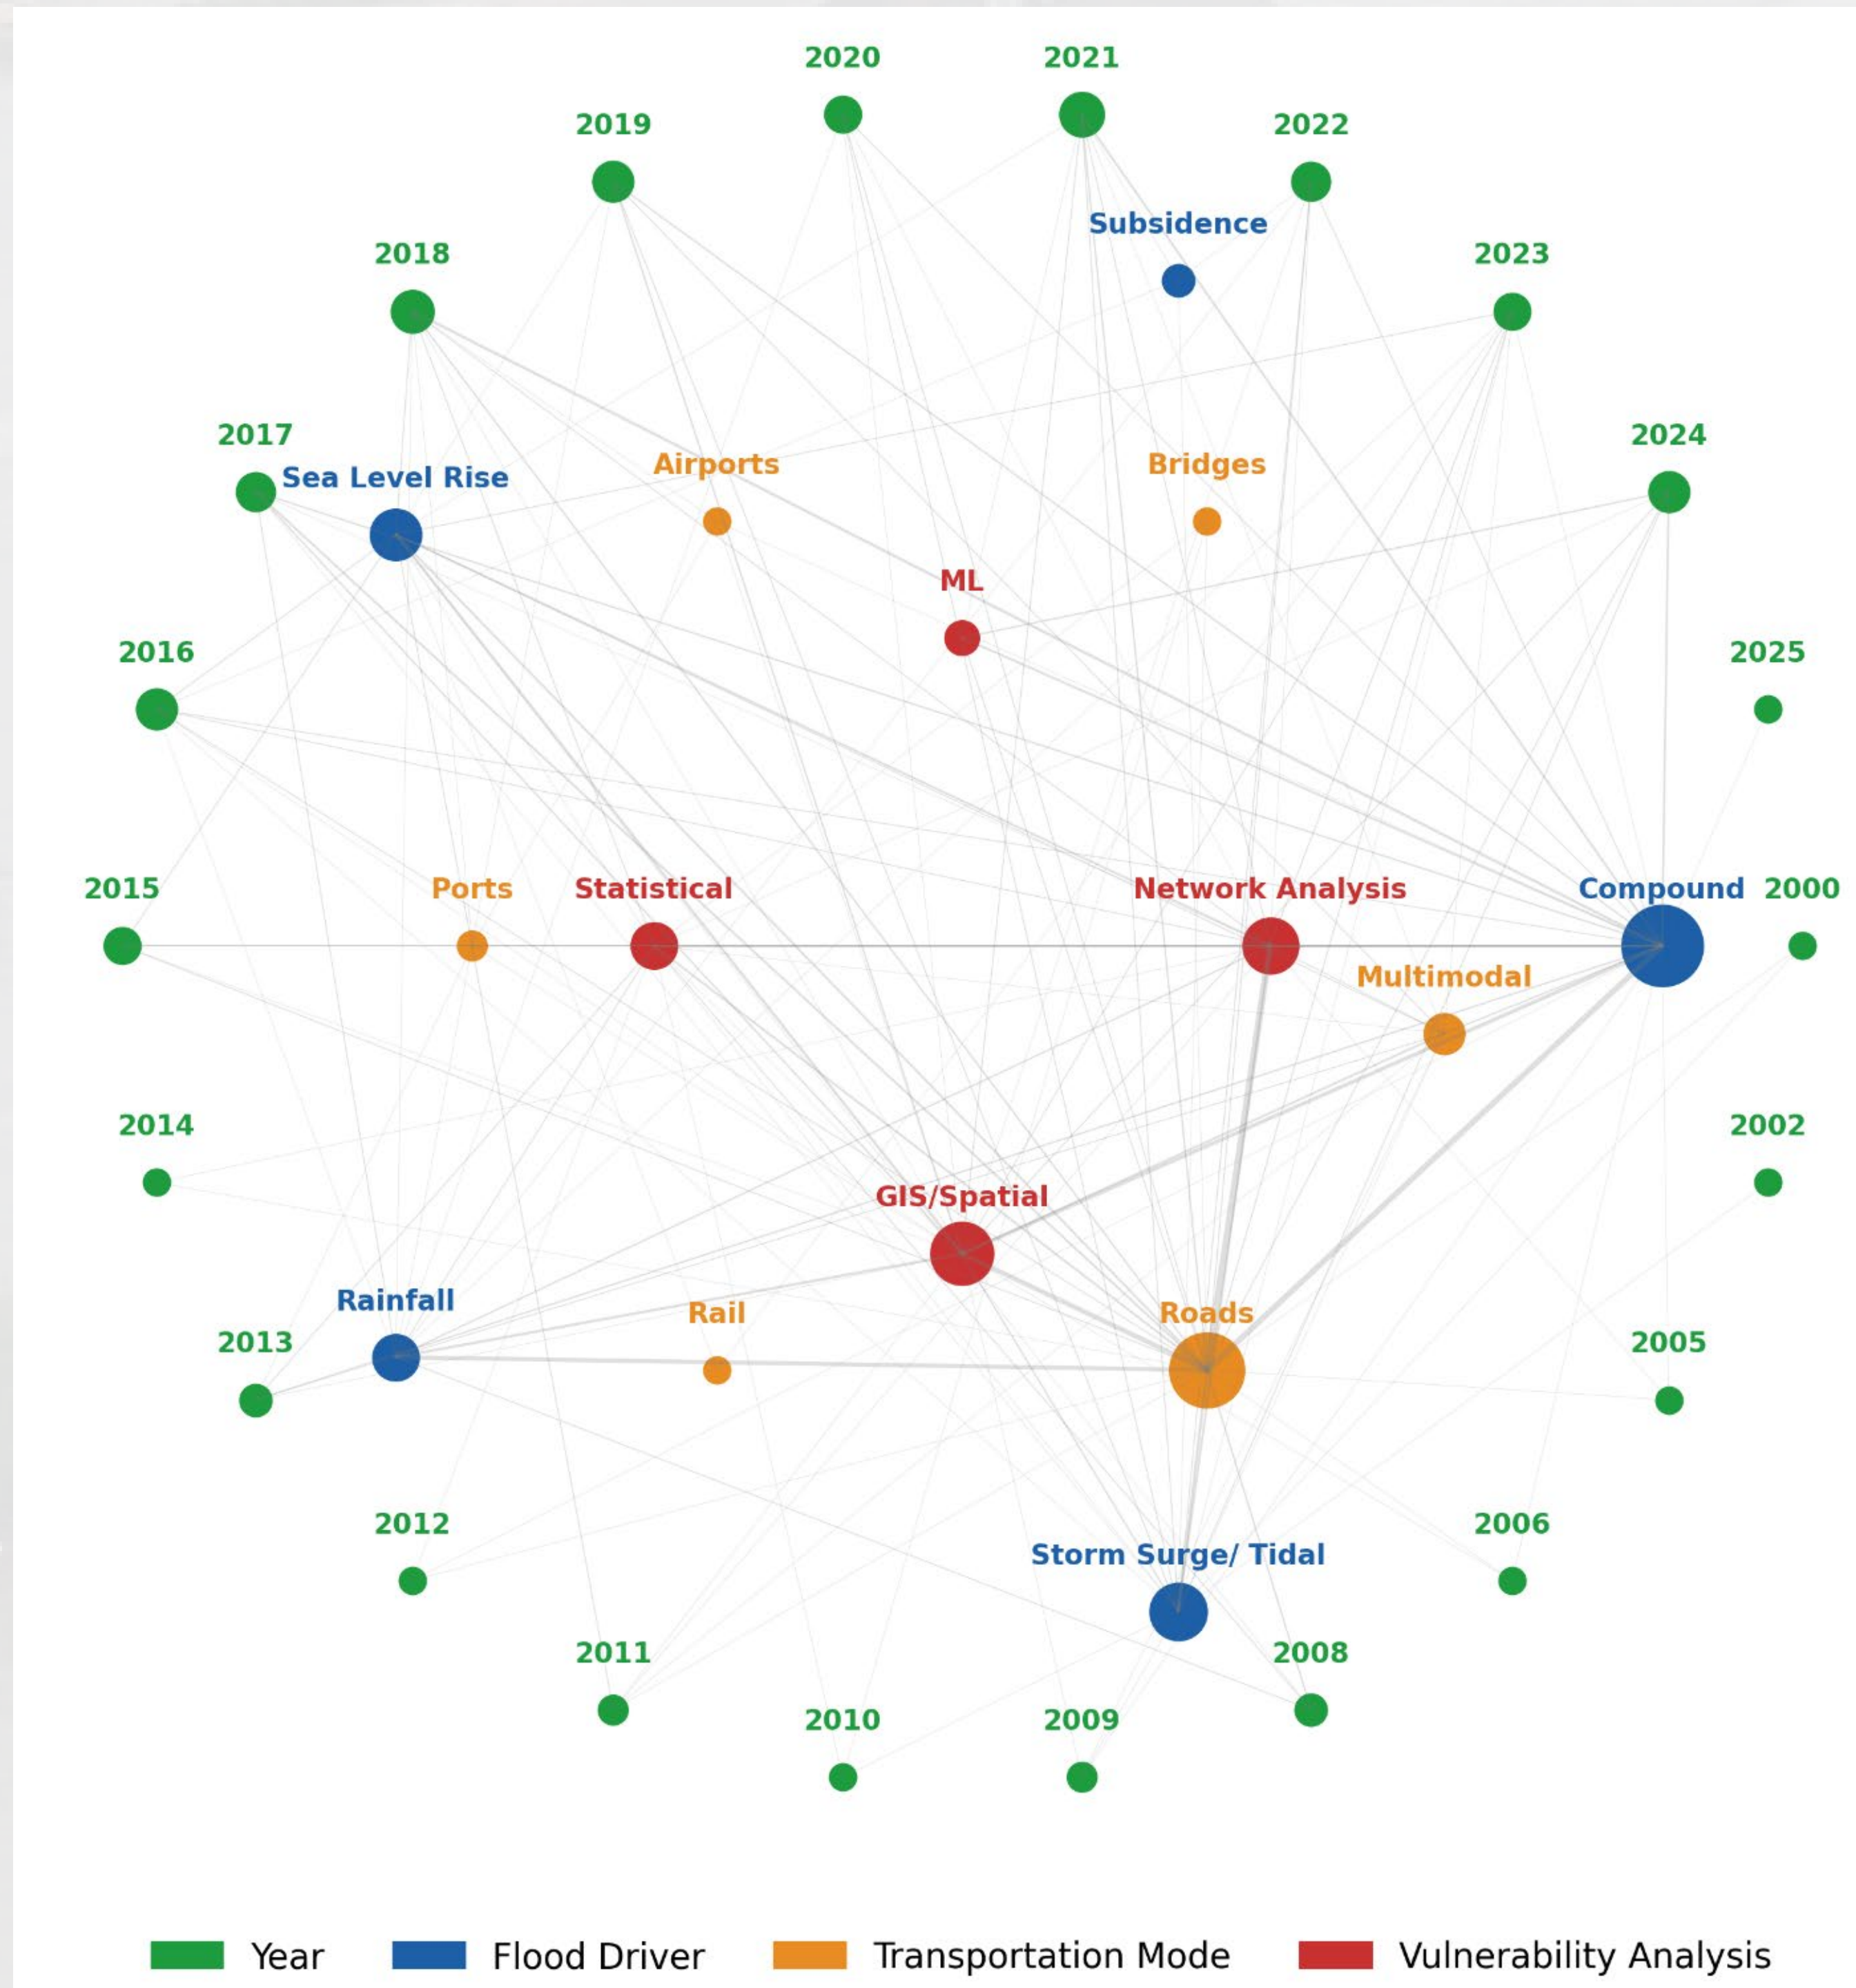 2020
2021
2019
2022
Subsidence
2018
2023
2017
2024
Airports
Bridges
Sea Level Rise
ML
2016
2025
2015
Ports
Statistical
Network Analysis
Compound
2000
Multimodal
2014
2002
GIS/Spatial
Rainfall
Rail
Roads
2013
2005
2012
2006
Storm Surge/ Tidal
2011
2008
2010
2009
Year
Flood Driver
Transportation Mode
Vulnerability Analysis